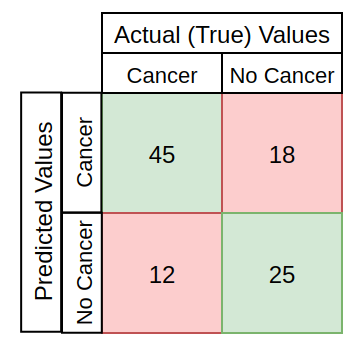 Actual (True) Values
Cancer
No Cancer
Predicted Values
Cancer
45
18
No Cancer
12
25